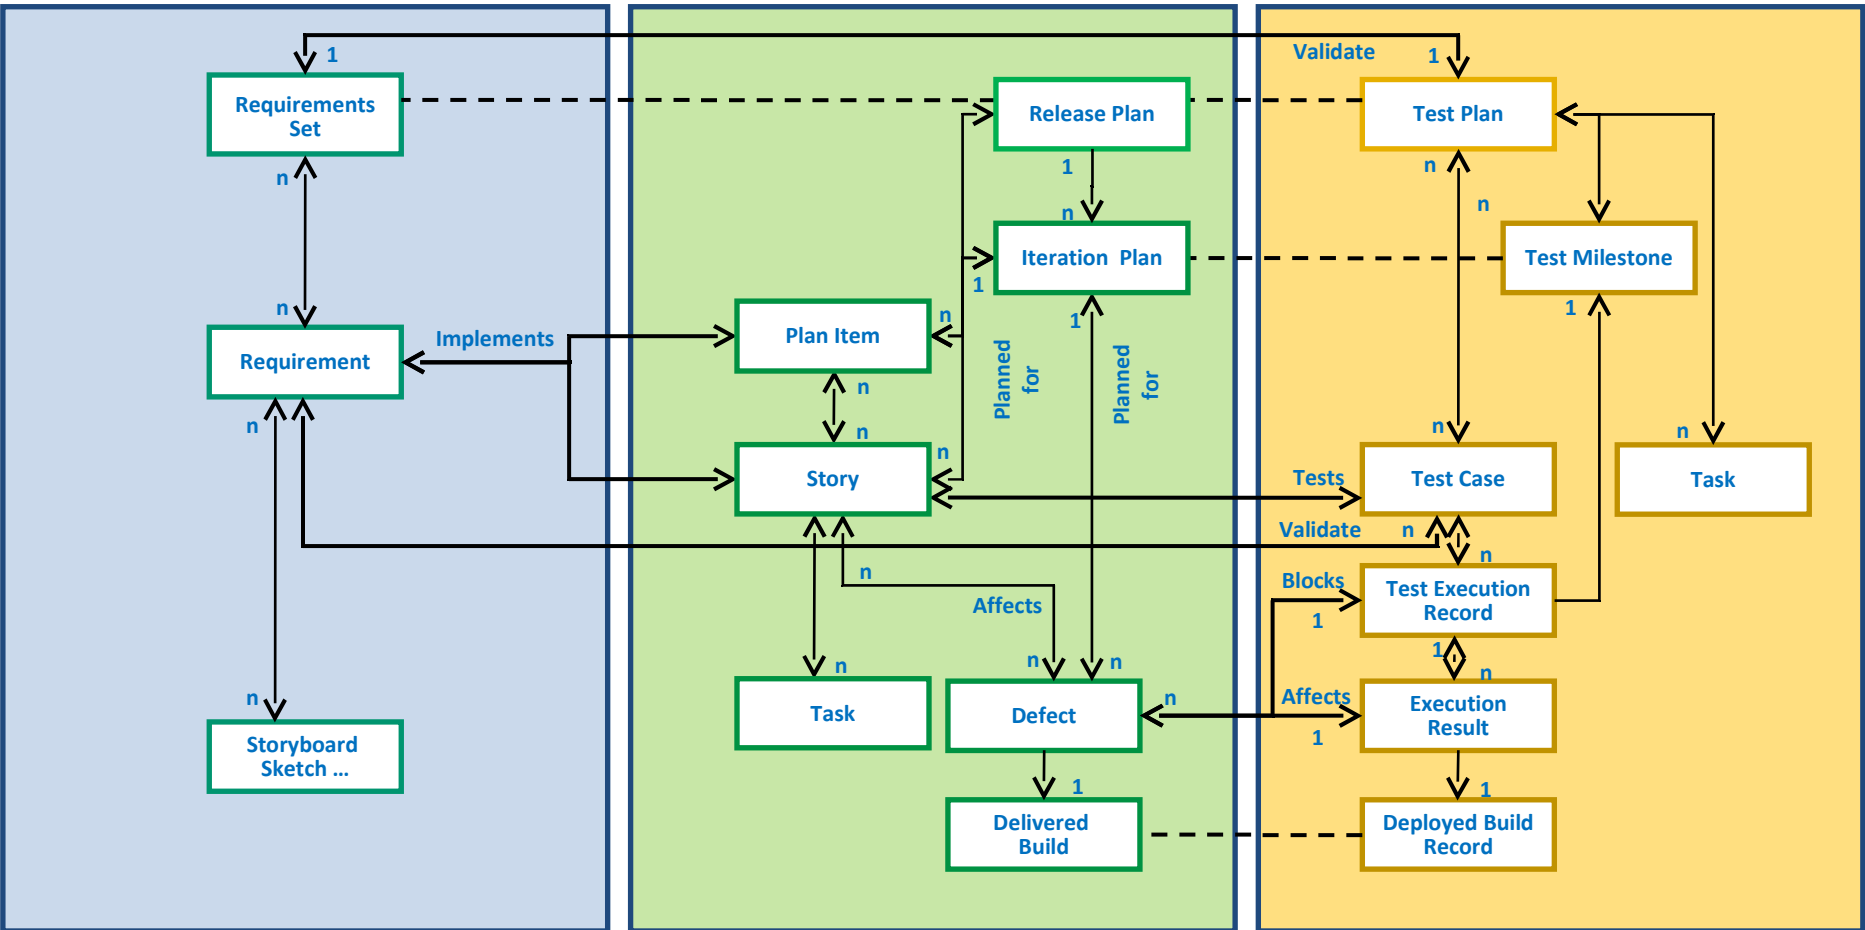 1
Validate
1
Requirements
Set
Release Plan
Test Plan
n
1
n
n
n
Iteration  Plan
Test Milestone
1
n
n
1
1
Implements
Requirement
Plan Item
Planned
for
Planned
for
n
n
n
n
n
n
n
Story
Tests
Test Case
Task
Validate
n
n
n
Blocks
Test Execution
Record
Affects
1
1
n
n
n
n
n
n
Affects
Task
Defect
Execution
Result
1
Storyboard
Sketch ...
1
1
Delivered
Build
Deployed Build
Record